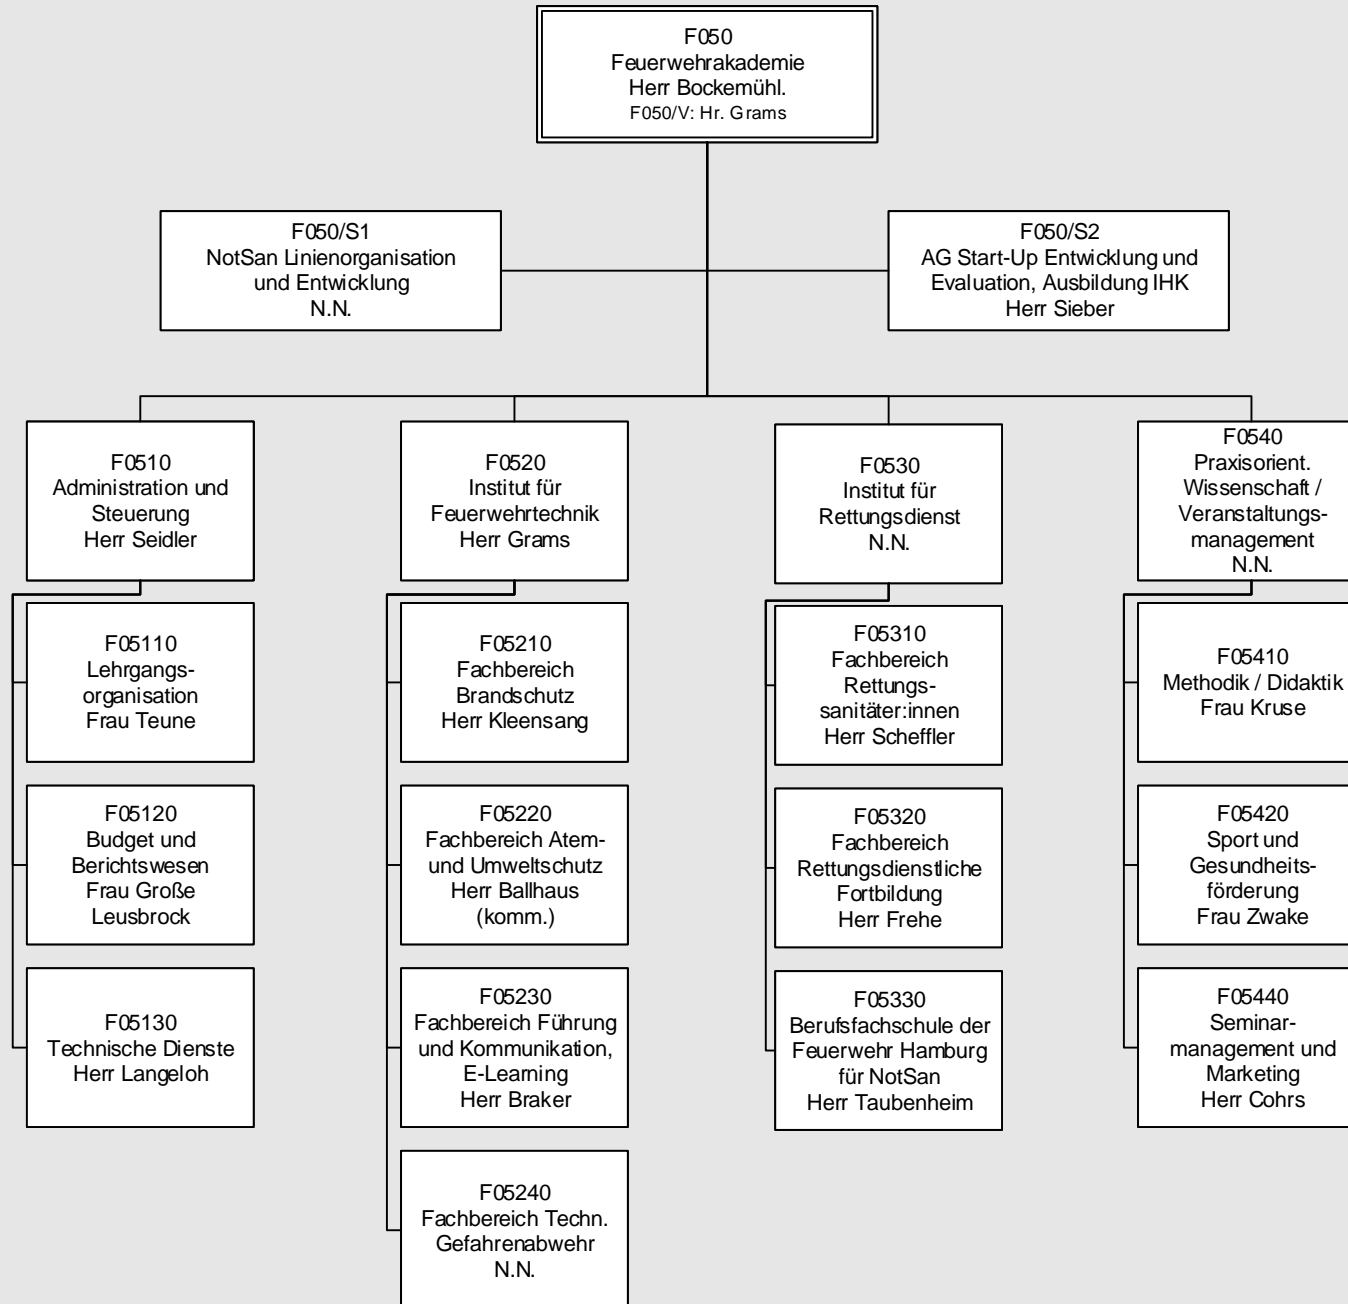 F050
Feuerwehrakademie
Herr Bockemühl.
F050/V: Hr. Grams
F050/S1
NotSan Linienorganisation
und Entwicklung
N.N.
F050/S2
AG Start-Up Entwicklung und
Evaluation, Ausbildung IHK
Herr Sieber
F0510
Administration und
Steuerung
Herr Seidler
F0520
Institut für
Feuerwehrtechnik
Herr Grams
F0530
Institut für
Rettungsdienst
N.N.
F0540
Praxisorient.
Wissenschaft /
Veranstaltungs-
management
N.N.
F05110
Lehrgangs-
organisation
Frau Teune
F05210
Fachbereich
Brandschutz
Herr Kleensang
F05310
Fachbereich
Rettungs-
sanitäter:innen
Herr Scheffler
F05410
Methodik / Didaktik
Frau Kruse
F05120
Budget und
Berichtswesen
Frau Große
Leusbrock
F05220
Fachbereich Atem-
und Umweltschutz
Herr Ballhaus
(komm.)
F05320
Fachbereich
Rettungsdienstliche
Fortbildung
Herr Frehe
F05420
Sport und
Gesundheits-
förderung
Frau Zwake
F05130
Technische Dienste
Herr Langeloh
F05230
Fachbereich Führung
und Kommunikation,
E-Learning
Herr Braker
F05330
Berufsfachschule der
Feuerwehr Hamburg
für NotSan
Herr Taubenheim
F05440
Seminar-
management und
Marketing
Herr Cohrs
F05240
Fachbereich Techn.
Gefahrenabwehr
N.N.